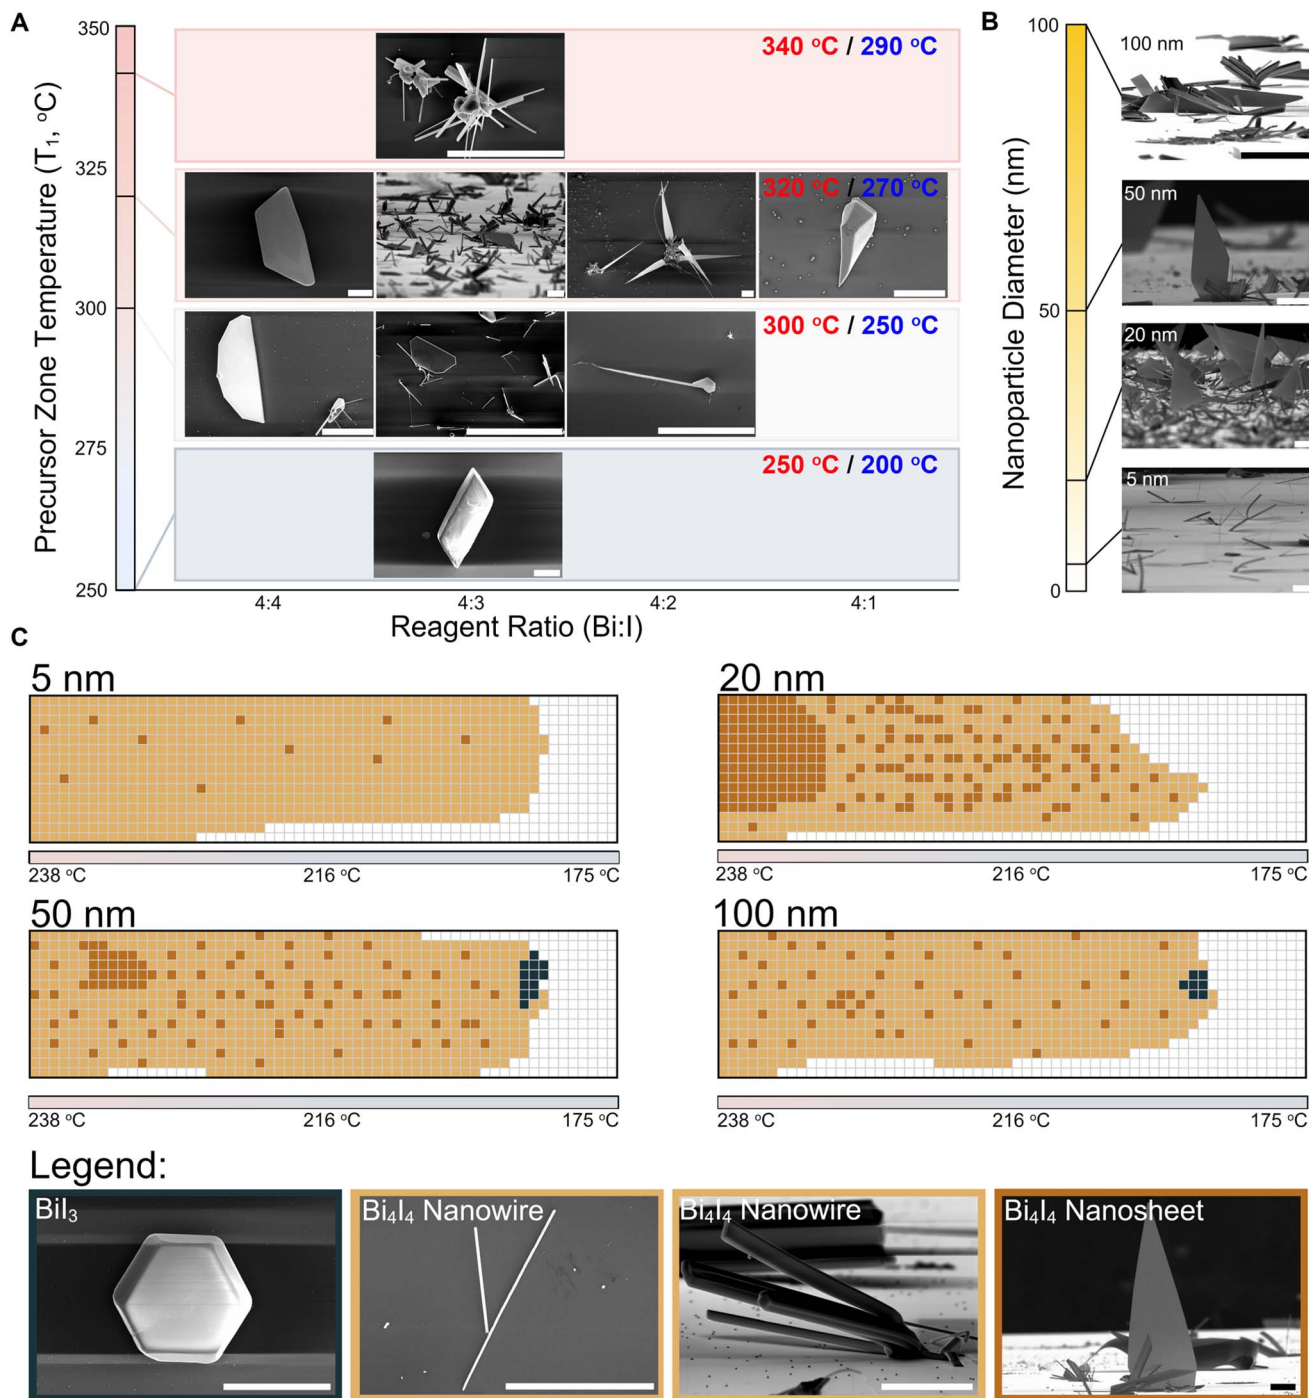 A
Precursor Zone Temperature (T₁, °C)
350
325
300
275
250
340 °C / 290 °C
320 °C / 270 °C
300 °C / 250 °C
250 °C / 200 °C
4:4
4:3
4:2
4:1
Reagent Ratio (Bi:I)
B
Nanoparticle Diameter (nm)
100
50
0
100 nm
50 nm
20 nm
5 nm
C
5 nm
238 °C
216 °C
175 °C
20 nm
238 °C
216 °C
175 °C
50 nm
238 °C
216 °C
175 °C
100 nm
238 °C
216 °C
175 °C
Legend:
BiI₃
Bi₄I₄ Nanowire
Bi₄I₄ Nanowire
Bi₄I₄ Nanosheet